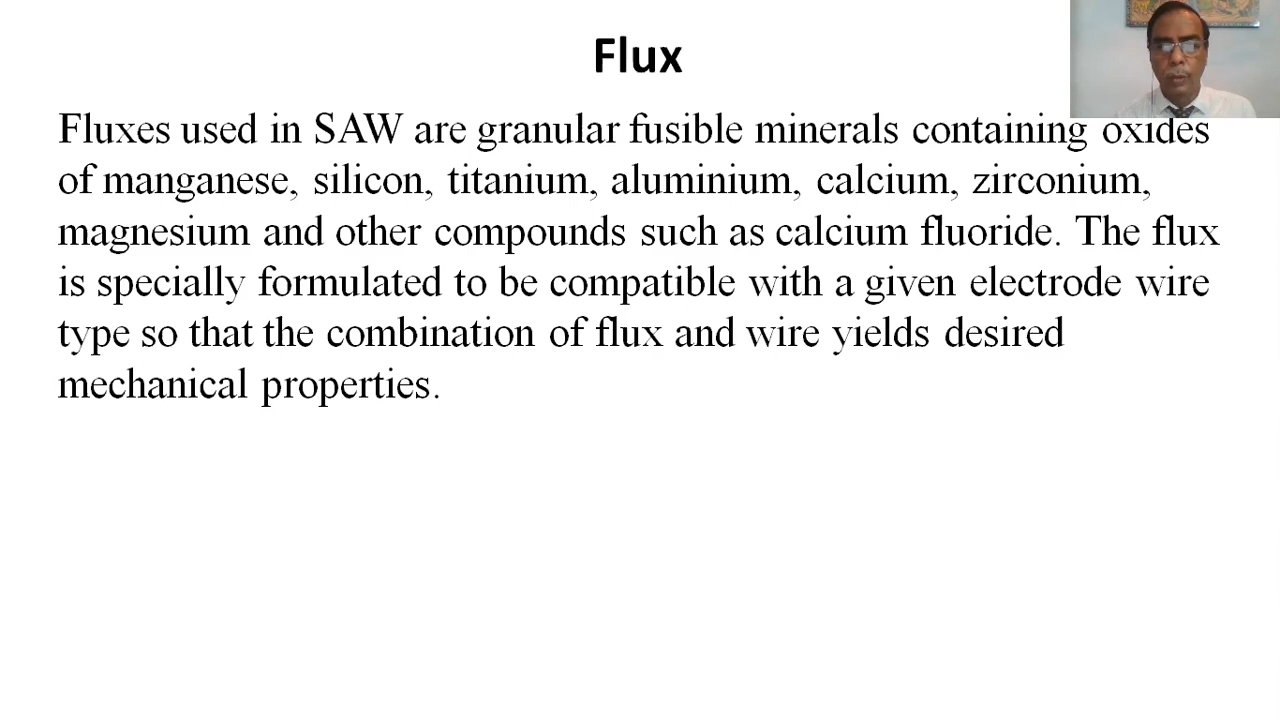 Flux
Fluxes used in SAW are granular fusible minerals containing oxides
of manganese, silicon, titanium, aluminium, calcium, zirconium,
magnesium and other compounds such as calcium fluoride. The flux
is specially formulated to be compatible with a given electrode wire
type so that the combination of flux and wire yields desired
mechanical properties.